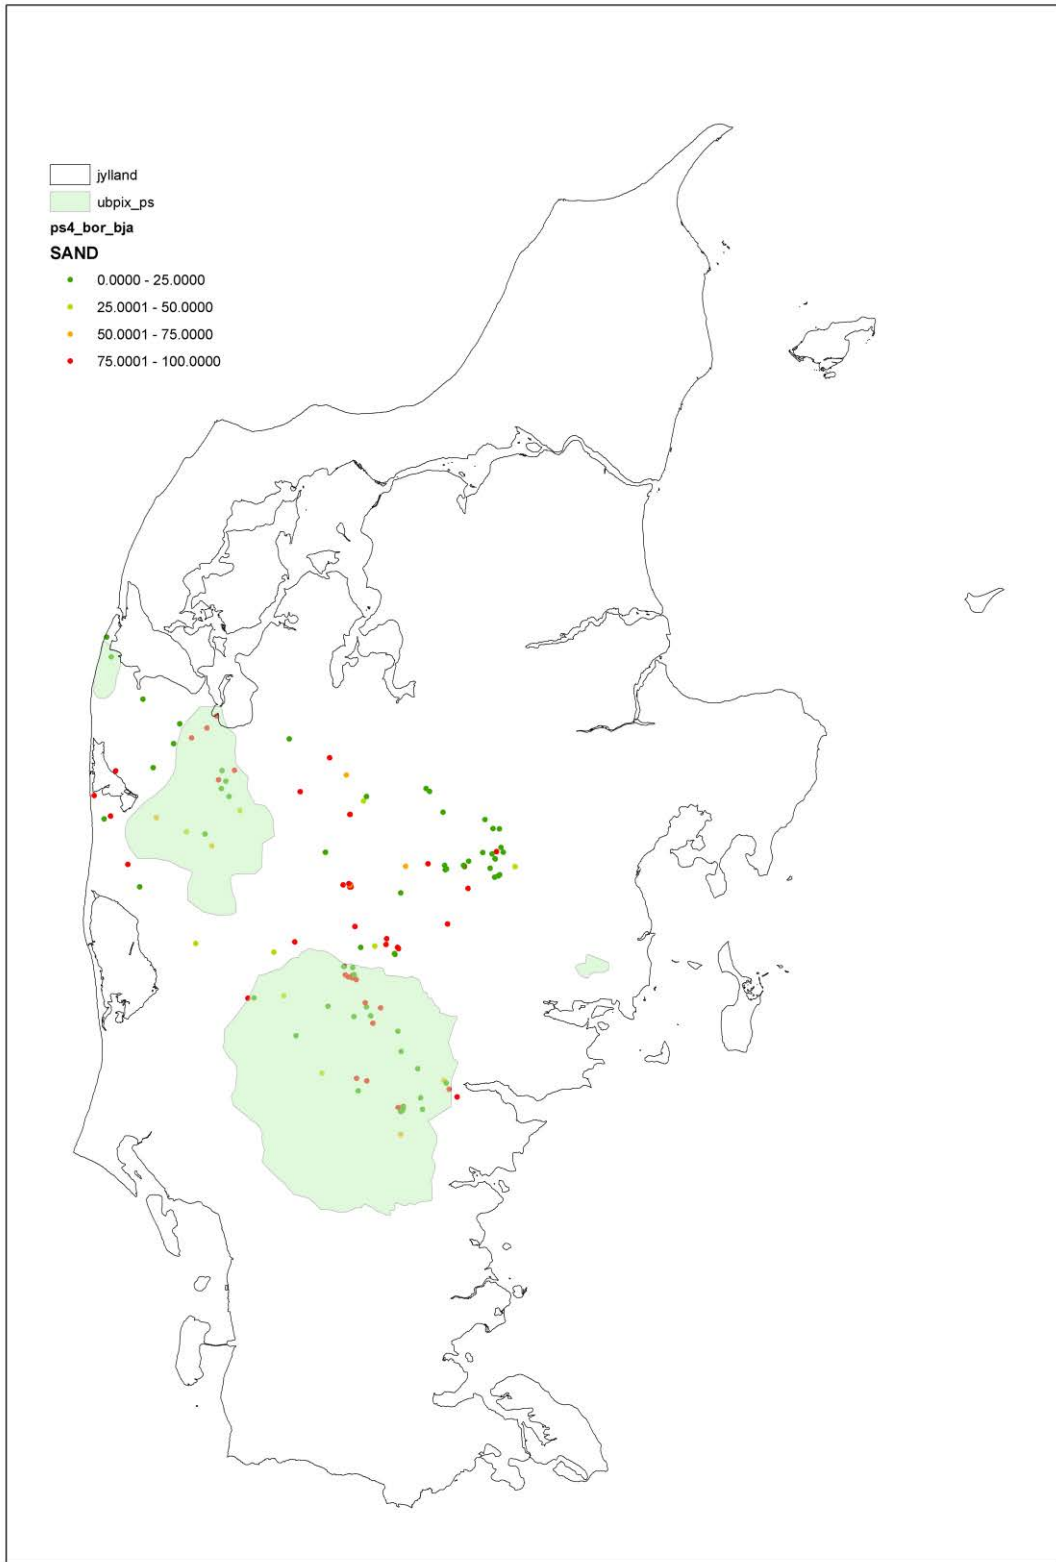 jylland
ubpix_ps
ps4_bor_bja
SAND
0.0000 - 25.0000
25.0001 - 50.0000
50.0001 - 75.0000
75.0001 - 100.0000